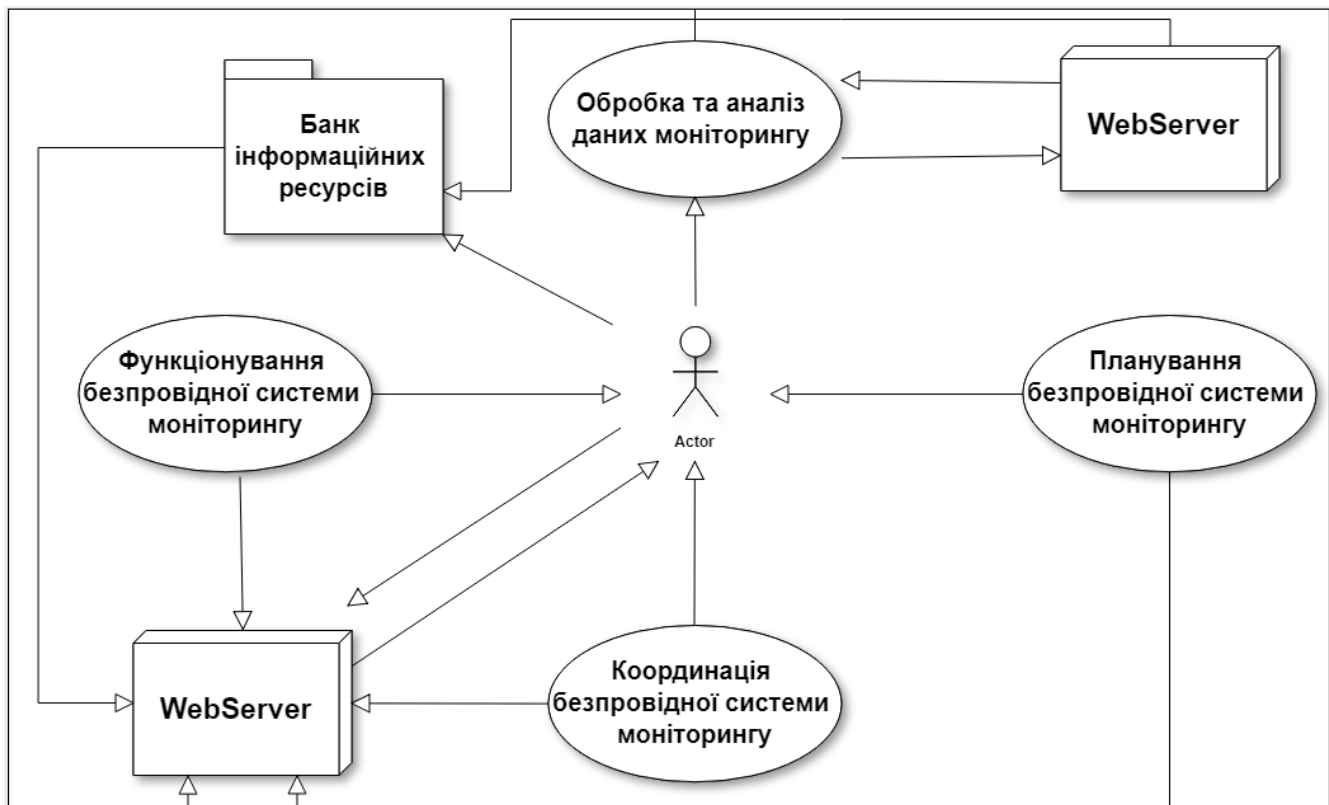 Банк
інформаційних
ресурсів
Обробка та аналіз
даних моніторингу
WebServer
Функціонування
безпровідної системи
моніторингу
Actor
Планування
безпровідної системи
моніторингу
WebServer
Координація
безпровідної системи
моніторингу